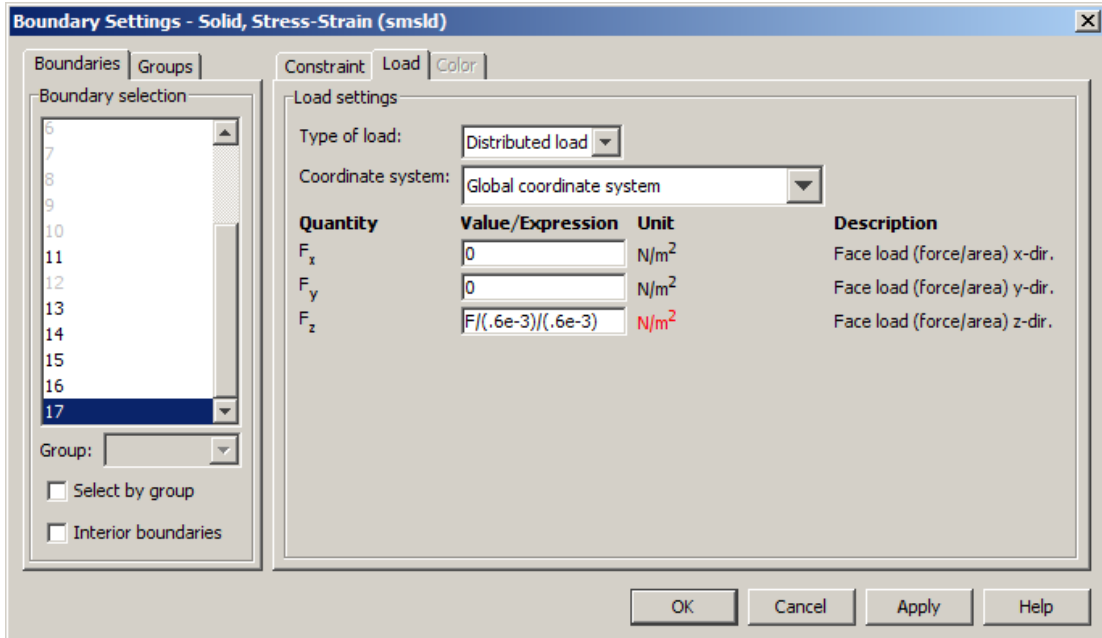 Boundary Settings - Solid, Stress-Strain (smsld)
Boundaries Groups
Boundary selection
6
7
8
9
10
11
12
13
14
15
16
17
Group:
Select by group
Interior boundaries
Constraint Load Color
Load settings
Type of load: Distributed load
Coordinate system: Global coordinate system
Quantity Value/Expression Unit Description
Fx 0 N/m2 Face load (force/area) x-dir.
Fy 0 N/m2 Face load (force/area) y-dir.
Fz F/(.6e-3)/(.6e-3) N/m2 Face load (force/area) z-dir.
OK Cancel Apply Help